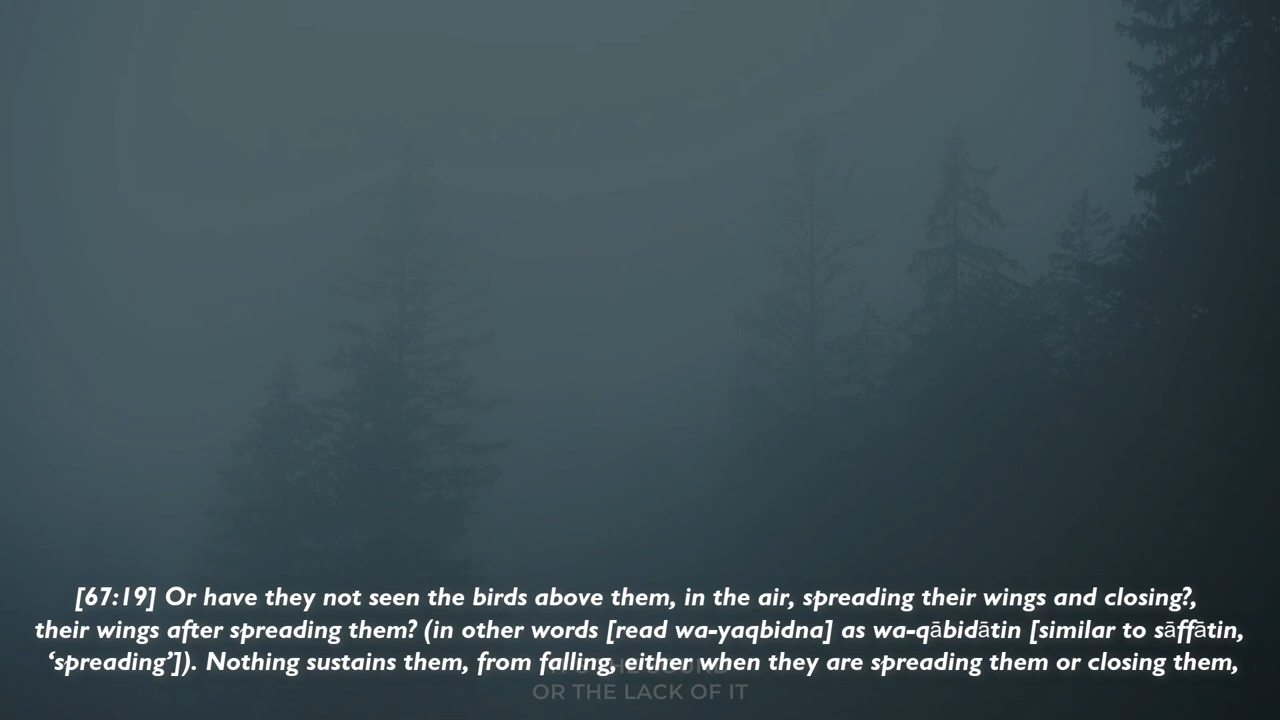 [67:19] Or have they not seen the birds above them, in the air, spreading their wings and closing?,
their wings after spreading them? (in other words [read wa-yaqbidna] as wa-qābidātin [similar to sāffātin,
‘spreading’]). Nothing sustains them, from falling, either when they are spreading them or closing them,
OR THE LACK OF IT